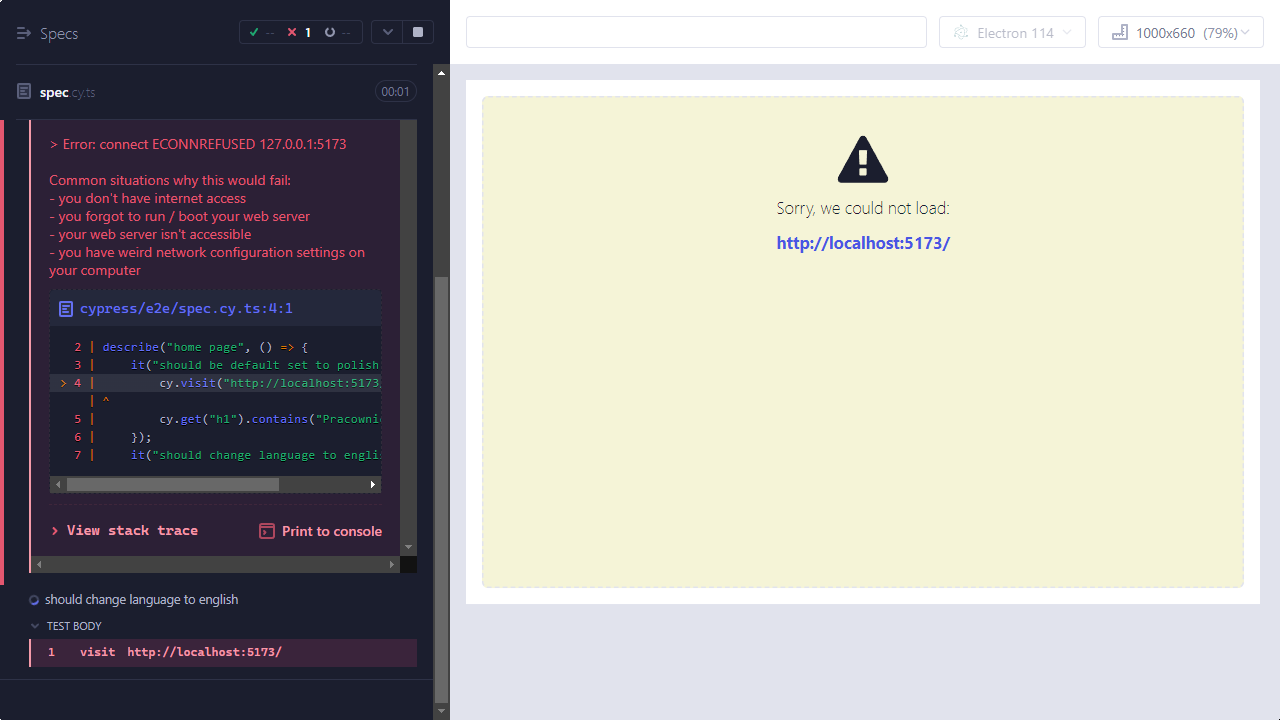 Specs
--
1
--
Electron 114
1000x660 (79%)
spec.cy.ts
00:01
> Error: connect ECONNREFUSED 127.0.0.1:5173
Common situations why this would fail:
- you don't have internet access
- you forgot to run / boot your web server
- your web server isn't accessible
- you have weird network configuration settings on
your computer
cypress/e2e/spec.cy.ts:4:1
2 | describe("home page", () => {
3 | it("should be default set to polish
> 4 | cy.visit("http://localhost:5173/
| ^
5 | cy.get("h1").contains("Pracowni
6 | });
7 | it("should change language to engli
View stack trace
Print to console
should change language to english
TEST BODY
1 visit http://localhost:5173/
Sorry, we could not load:
http://localhost:5173/